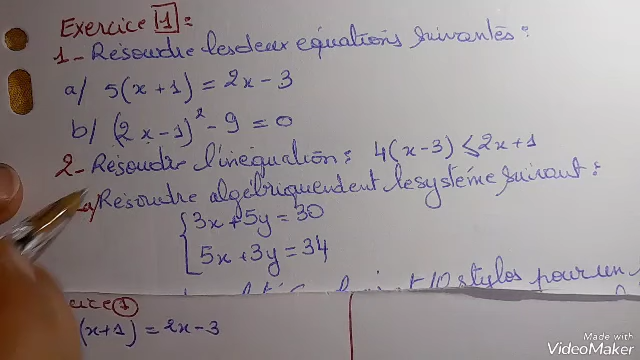 Exercice 1 :
1- Résoudre les deux équations suivantes :
a/ 5(x+1) = 2x-3
b/ (2x-1)² - 9 = 0
2- Résoudre l'inéquation : 4(x-3) ≤ 2x+1
a/ Résoudre algébriquement le système suivant :
{3x+5y = 30
5x+3y = 34
10 stylos pour un
cice 1
(x+1) = 2x-3
Made with
VideoMaker